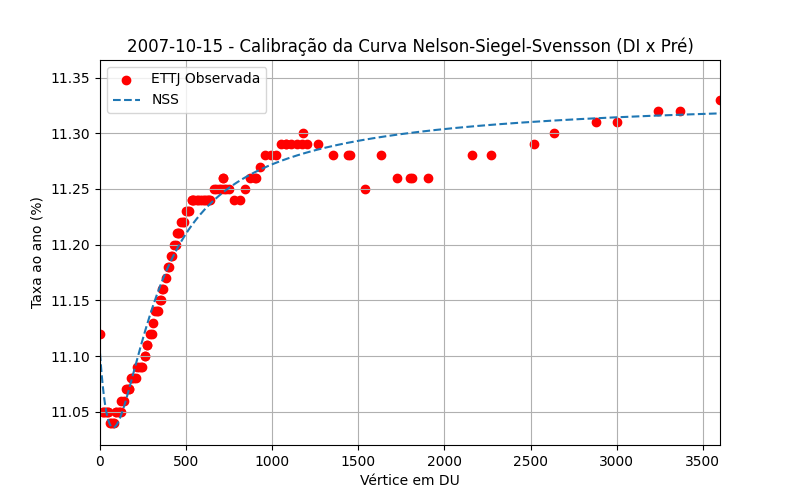 2007-10-15 - Calibração da Curva Nelson-Siegel-Svensson (DI x Pré)
ETTJ Observada
NSS
Taxa ao ano (%)
11.35
11.30
11.25
11.20
11.15
11.10
11.05
0 500 1000 1500 2000 2500 3000 3500
Vértice em DU